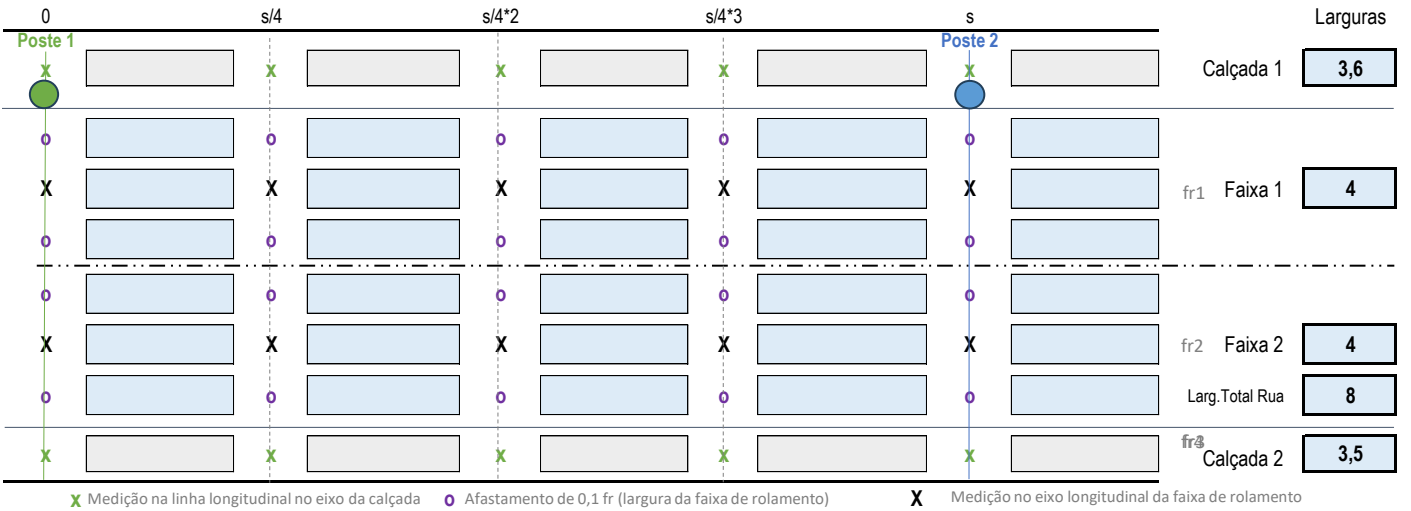 0 s/4 s/4*2 s/4*3 s Larguras
Poste 1 Poste 2
x x x x x Calçada 1 3,6
o o o o o
X X X X X fr1 Faixa 1 4
o o o o o
o o o o o
X X X X X fr2 Faixa 2 4
o o o o o Larg.Total Rua 8
x x x x x Calçada 2 3,5
x Medição na linha longitudinal no eixo da calçada o Afastamento de 0,1 fr (largura da faixa de rolamento) X Medição no eixo longitudinal da faixa de rolamento